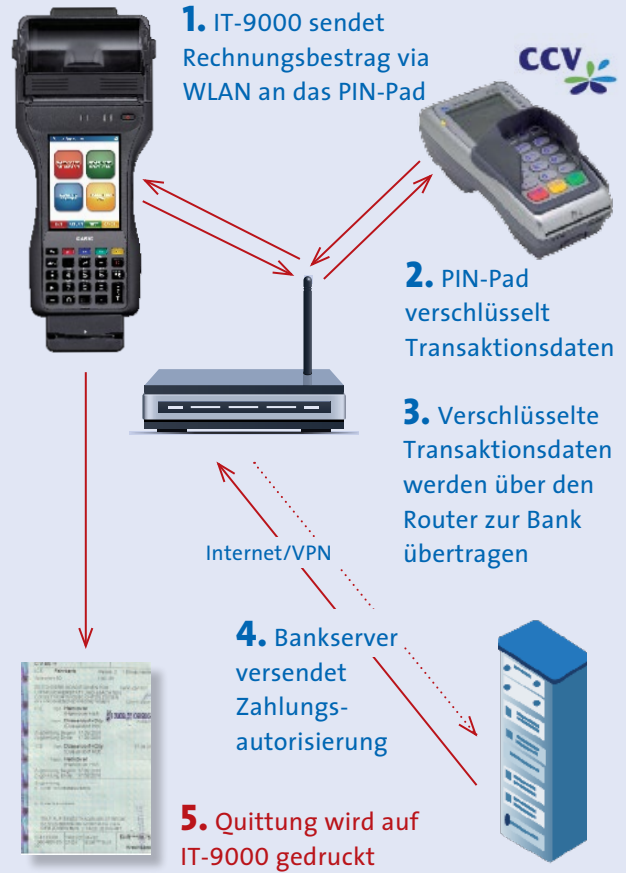 1. IT-9000 sendet
Rechnungsbestrag via
WLAN an das PIN-Pad
CCV
CASIO
2. PIN-Pad
verschlüsselt
Transaktionsdaten
3. Verschlüsselte
Transaktionsdaten
werden über den
Router zur Bank
übertragen
Internet/VPN
4. Bankserver
versendet
Zahlungs-
autorisierung
5. Quittung wird auf
IT-9000 gedruckt